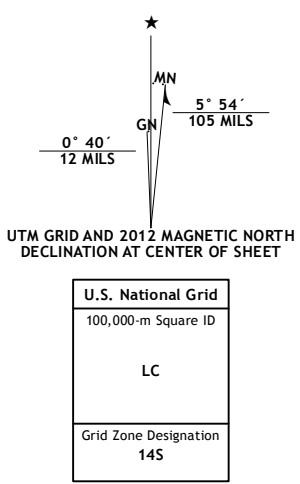 ★
MN
GN
5° 54´
105 MILS
0° 40´
12 MILS
UTM GRID AND 2012 MAGNETIC NORTH
DECLINATION AT CENTER OF SHEET
U.S. National Grid
100,000-m Square ID
LC
Grid Zone Designation
14S